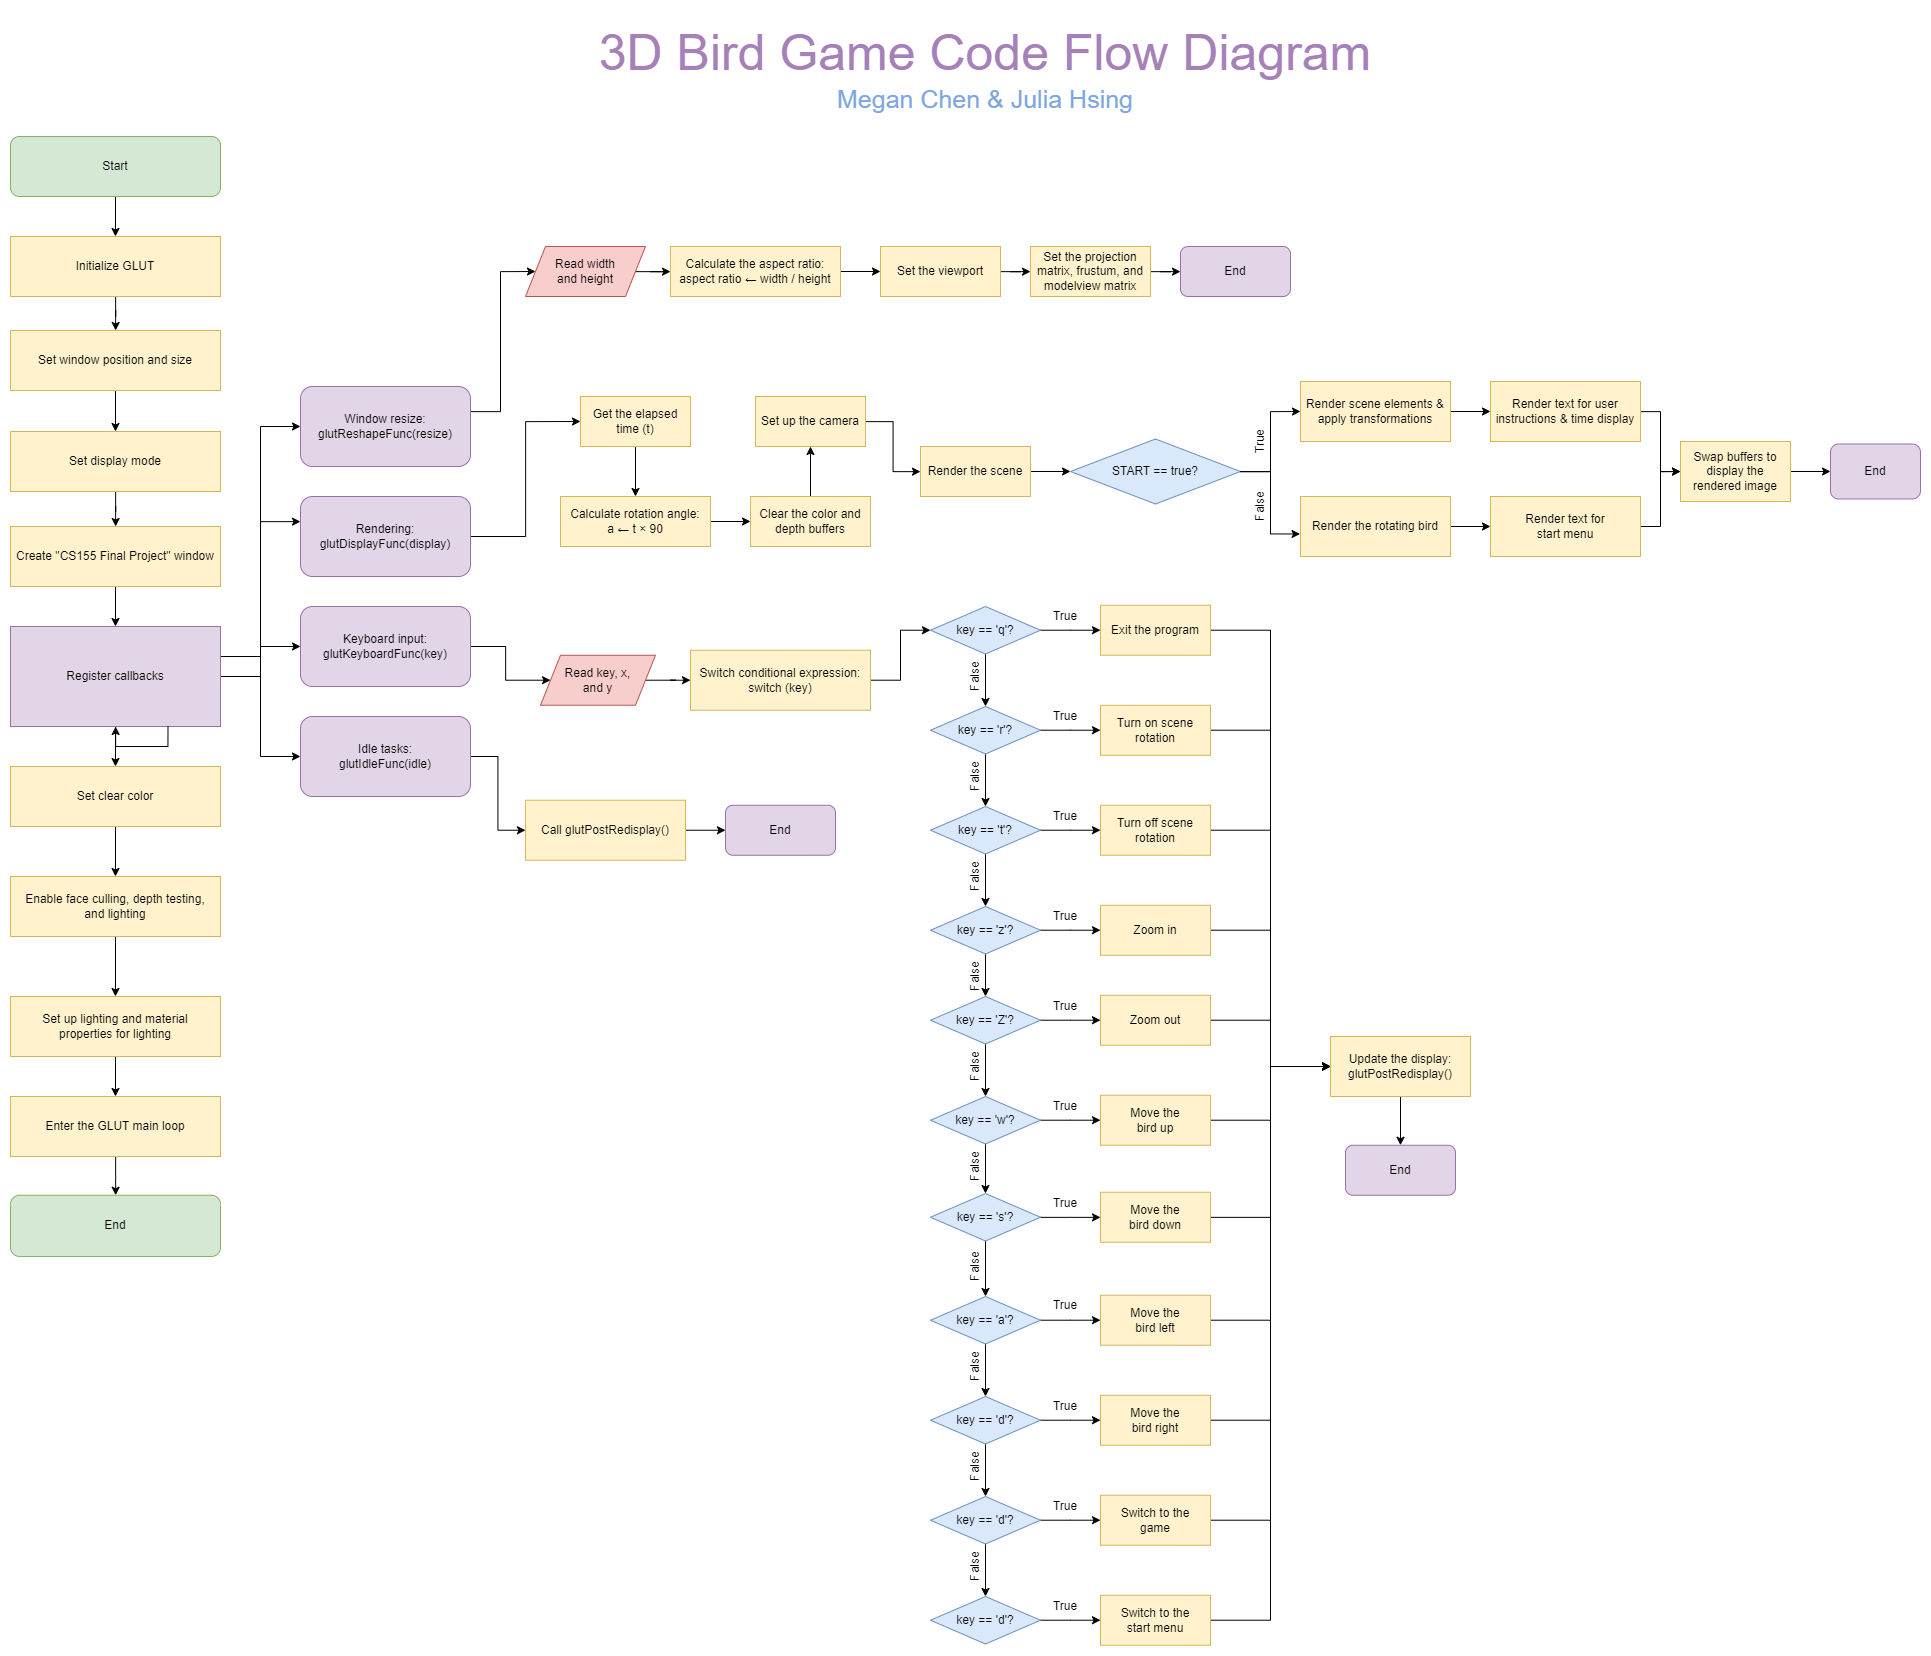 3D Bird Game Code Flow Diagram
Megan Chen & Julia Hsing
Start
Initialize GLUT
Set window position and size
Set display mode
Create "CS155 Final Project" window
Register callbacks
Set clear color
Enable face culling, depth testing,
and lighting
Set up lighting and material
properties for lighting
Enter the GLUT main loop
End
Window resize:
glutReshapeFunc(resize)
Read width
and height
Calculate the aspect ratio:
aspect ratio ← width / height
Set the viewport
Set the projection
matrix, frustum, and
modelview matrix
End
Rendering:
glutDisplayFunc(display)
Get the elapsed
time (t)
Calculate rotation angle:
a ← t × 90
Clear the color and
depth buffers
Set up the camera
Render the scene
START == true?
True
Render scene elements &
apply transformations
Render text for user
instructions & time display
False
Render the rotating bird
Render text for
start menu
Swap buffers to
display the
rendered image
End
Keyboard input:
glutKeyboardFunc(key)
Read key, x,
and y
Switch conditional expression:
switch (key)
key == 'q'?
True
Exit the program
False
key == 'r'?
True
Turn on scene
rotation
False
key == 't'?
True
Turn off scene
rotation
False
key == 'z'?
True
Zoom in
False
key == 'Z'?
True
Zoom out
False
key == 'w'?
True
Move the
bird up
False
key == 's'?
True
Move the
bird down
False
key == 'a'?
True
Move the
bird left
False
key == 'd'?
True
Move the
bird right
False
key == 'd'?
True
Switch to the
game
False
key == 'd'?
True
Switch to the
start menu
Update the display:
glutPostRedisplay()
End
Idle tasks:
glutIdleFunc(idle)
Call glutPostRedisplay()
End